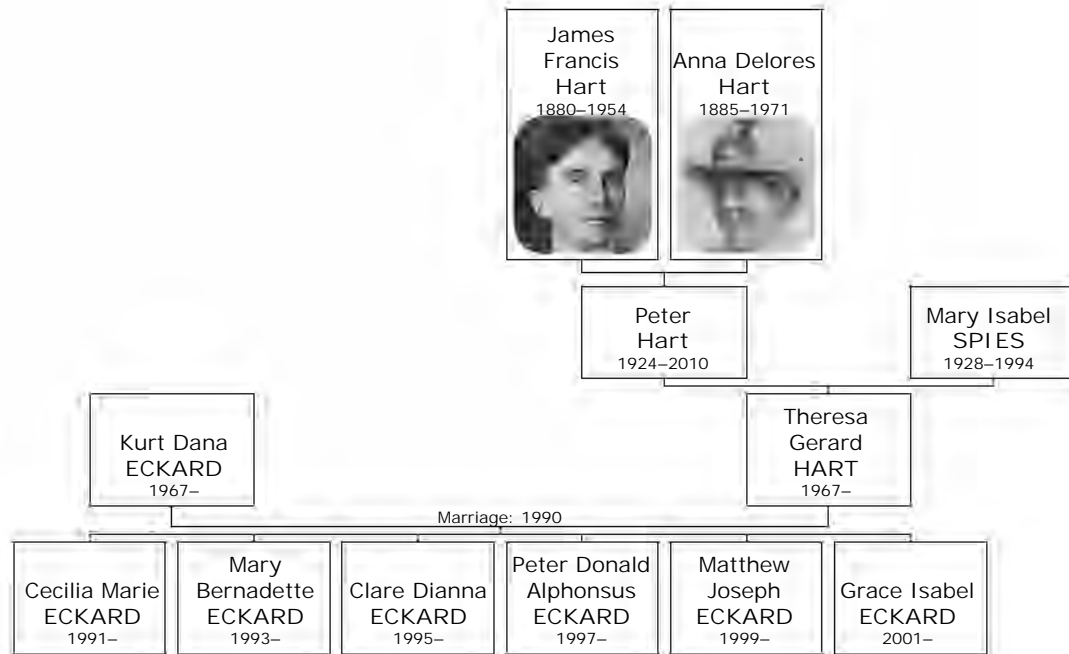 James
Francis
Hart
1880–1954
Anna Delores
Hart
1885–1971
Peter
Hart
1924–2010
Mary Isabel
SPIES
1928–1994
Kurt Dana
ECKARD
1967–
Theresa
Gerard
HART
1967–
Marriage: 1990
Cecilia Marie
ECKARD
1991–
Mary
Bernadette
ECKARD
1993–
Clare Dianna
ECKARD
1995–
Peter Donald
Alphonsus
ECKARD
1997–
Matthew
Joseph
ECKARD
1999–
Grace Isabel
ECKARD
2001–